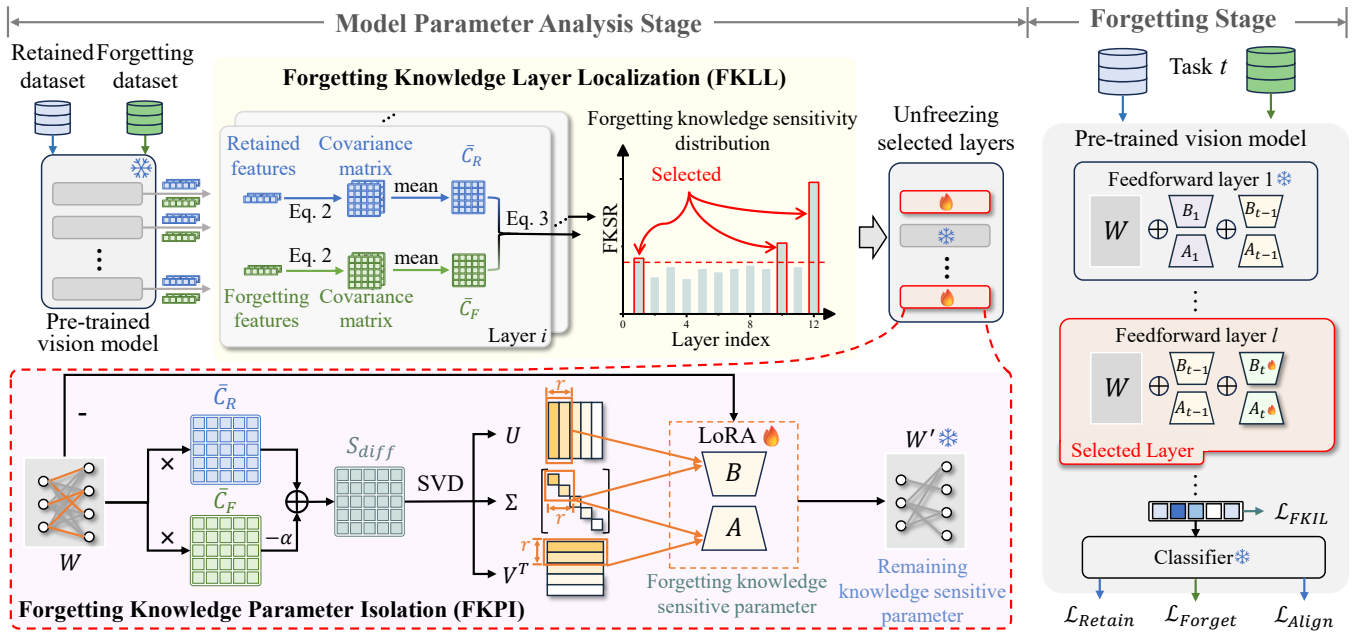 Model Parameter Analysis Stage
Forgetting Stage
Retained
dataset
Forgetting
dataset
Pre-trained
vision model
Forgetting Knowledge Layer Localization (FKLL)
Retained
features
Covariance
matrix
C̄_R
Eq. 2
mean
Eq. 3
Eq. 2
mean
Forgetting
features
Covariance
matrix
C̄_F
Layer i
Forgetting knowledge sensitivity
distribution
Selected
FKSR
0 4 8 12
Layer index
Unfreezing
selected layers
Task t
Pre-trained vision model
Feedforward layer 1
W
B_1
A_1
B_{t-1}
A_{t-1}
Feedforward layer l
W
B_{t-1}
A_{t-1}
B_t
A_t
Selected Layer
ℒ_FKIL
Classifier
ℒ_Retain
ℒ_Forget
ℒ_Align
-
W
×
×
C̄_R
C̄_F
-α
S_diff
SVD
U
Σ
V^T
r
r
r
LoRA
B
A
Forgetting knowledge
sensitive parameter
W′
Remaining
knowledge sensitive
parameter
Forgetting Knowledge Parameter Isolation (FKPI)